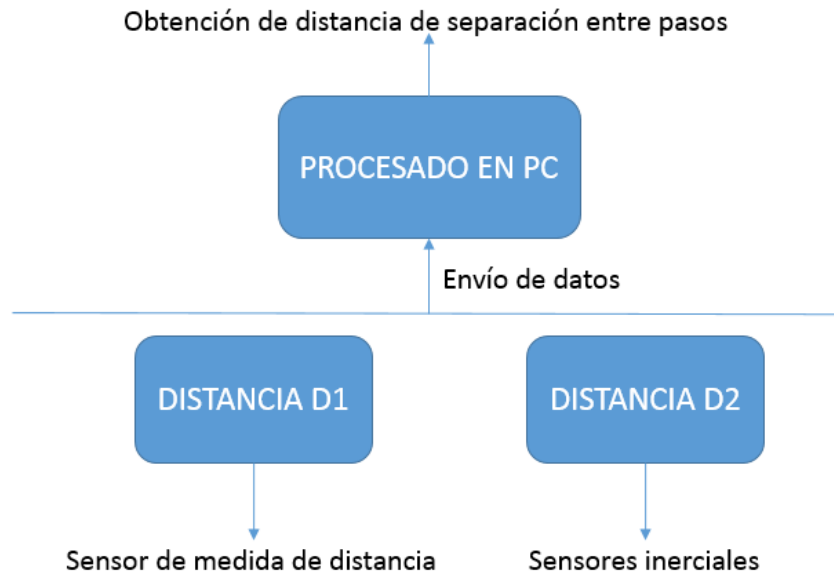 Obtención de distancia de separación entre pasos
PROCESADO EN PC
Envío de datos
DISTANCIA D1
DISTANCIA D2
Sensor de medida de distancia
Sensores inerciales